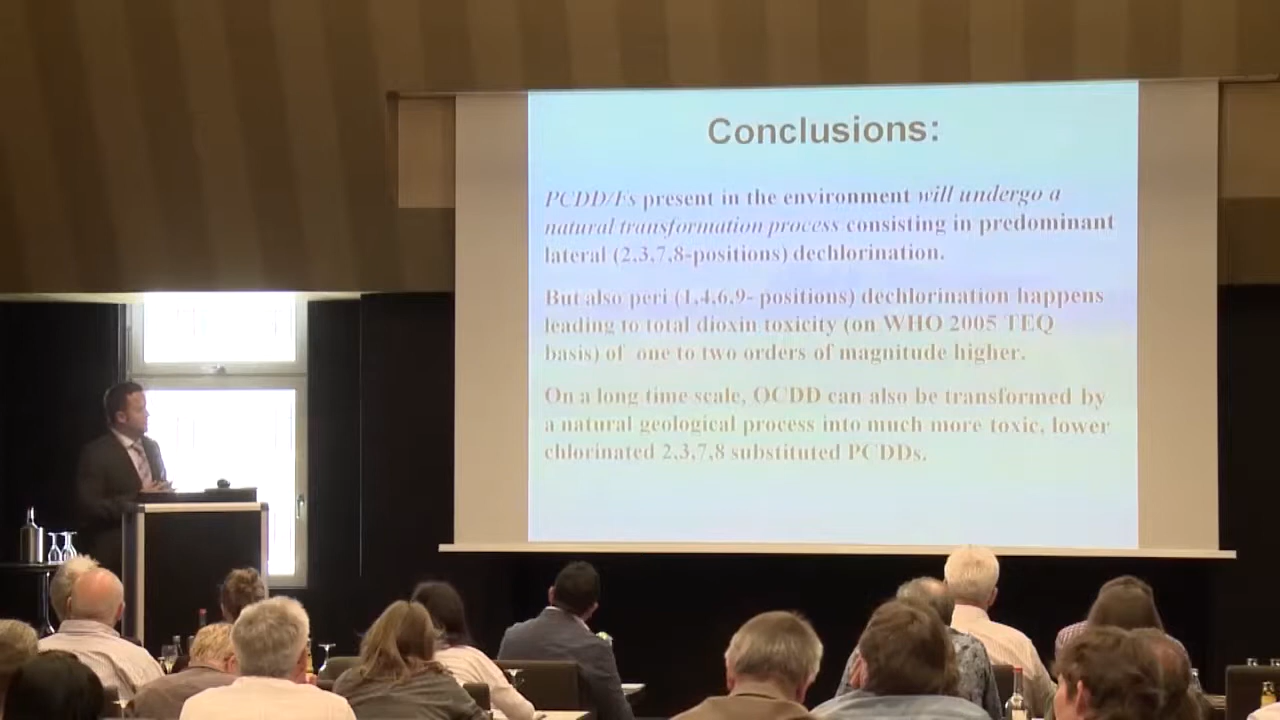 Conclusions:
PCDD/Fs present in the environment will undergo a
natural transformation process consisting in predominant
lateral (2,3,7,8-positions) dechlorination.
But also peri (1,4,6,9- positions) dechlorination happens
leading to total dioxin toxicity (on WHO 2005 TEQ
basis) of one to two orders of magnitude higher.
On a long time scale, OCDD can also be transformed by
a natural geological process into much more toxic, lower
chlorinated 2,3,7,8 substituted PCDDs.